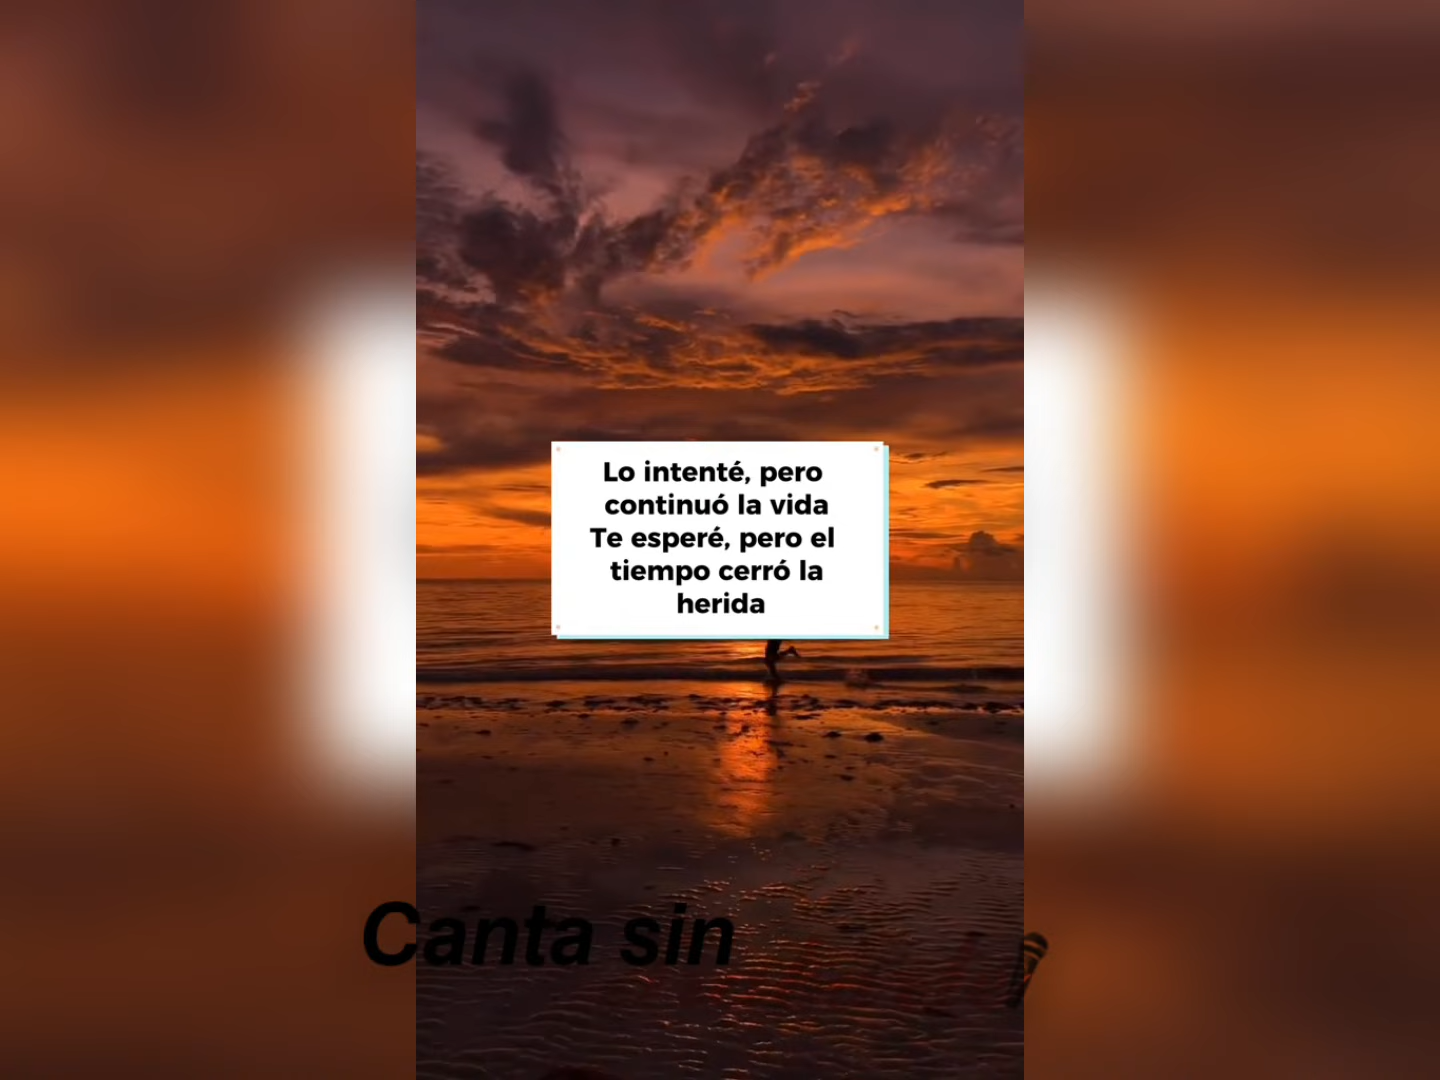 Lo intenté, pero
continuó la vida
Te esperé, pero el
tiempo cerró la
herida
Canta sin